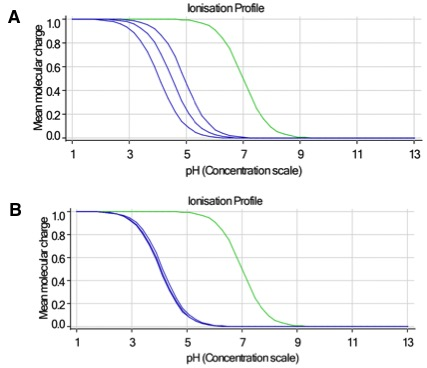 A
Ionisation Profile
Mean molecular charge
1.0
0.8
0.6
0.4
0.2
0.0
1 3 5 7 9 11 13
pH (Concentration scale)
B
Ionisation Profile
Mean molecular charge
1.0
0.8
0.6
0.4
0.2
0.0
1 3 5 7 9 11 13
pH (Concentration scale)